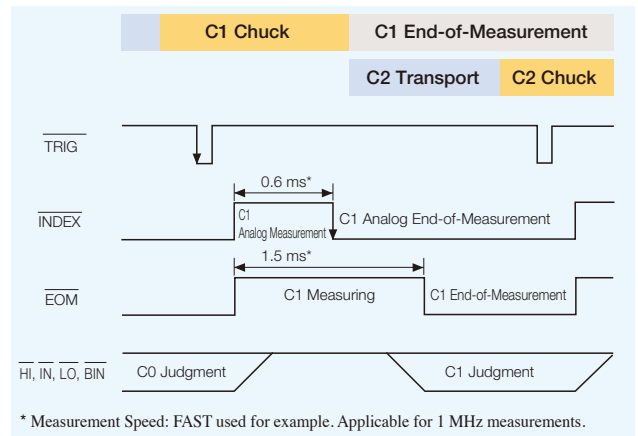 C1 Chuck C1 End-of-Measurement
C2 Transport C2 Chuck
TRIG
0.6 ms*
INDEX
C1
Analog Measurement
C1 Analog End-of-Measurement
1.5 ms*
EOM
C1 Measuring
C1 End-of-Measurement
HI, IN, LO, BIN
C0 Judgment
C1 Judgment
* Measurement Speed: FAST used for example. Applicable for 1 MHz measurements.